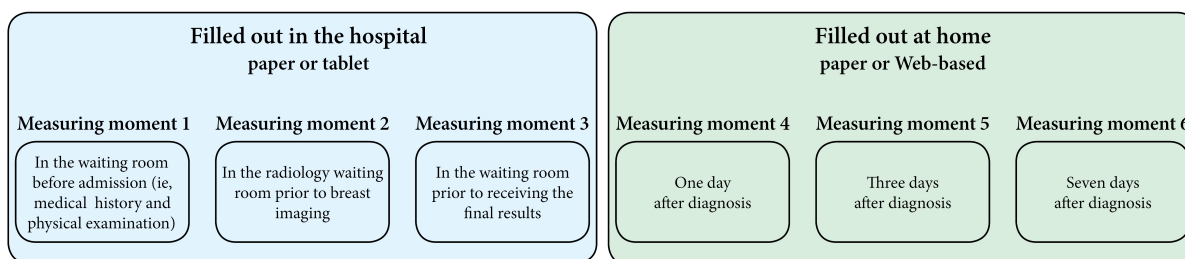 Filled out in the hospital
paper or tablet
Measuring moment 1
In the waiting room
before admission (ie,
medical history and
physical examination)
Measuring moment 2
In the radiology waiting
room prior to breast
imaging
Measuring moment 3
In the waiting room
prior to receiving the
final results
Filled out at home
paper or Web-based
Measuring moment 4
One day
after diagnosis
Measuring moment 5
Three days
after diagnosis
Measuring moment 6
Seven days
after diagnosis